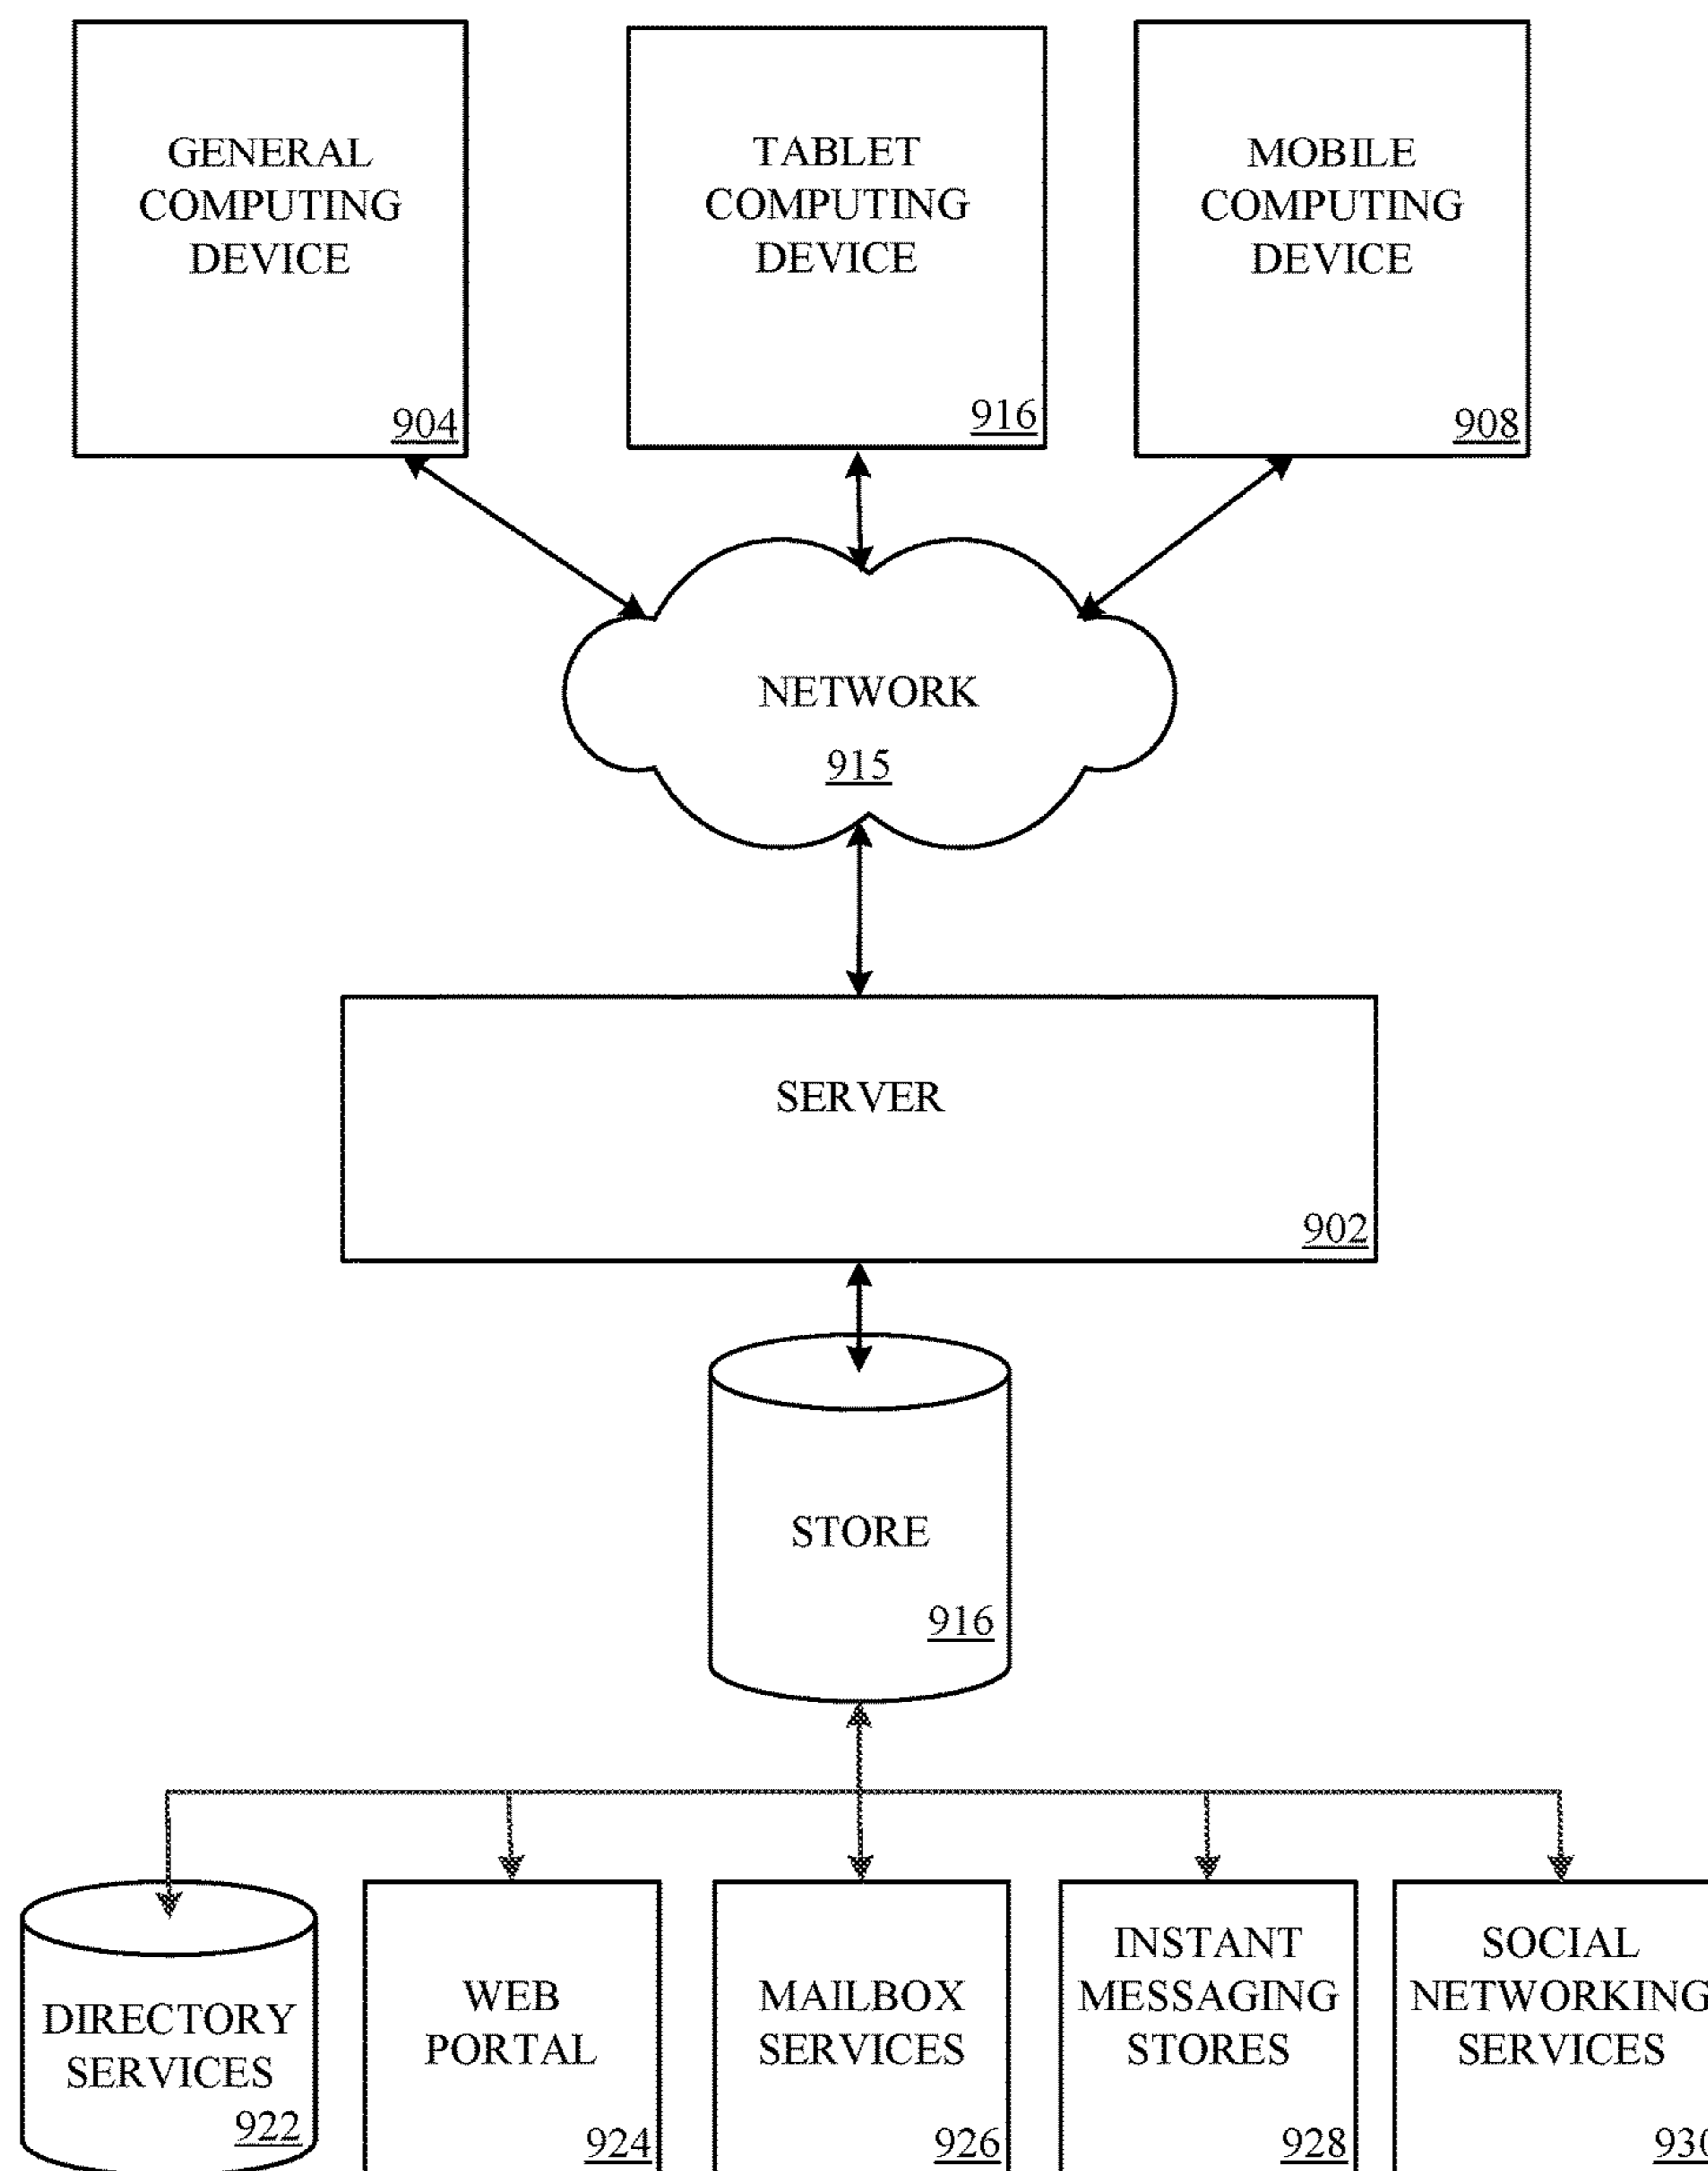 GENERAL
COMPUTING
DEVICE
904
TABLET
COMPUTING
DEVICE
916
MOBILE
COMPUTING
DEVICE
908
NETWORK
915
SERVER
902
STORE
916
DIRECTORY
SERVICES
922
WEB
PORTAL
924
MAILBOX
SERVICES
926
INSTANT
MESSAGING
STORES
928
SOCIAL
NETWORKING
SERVICES
930